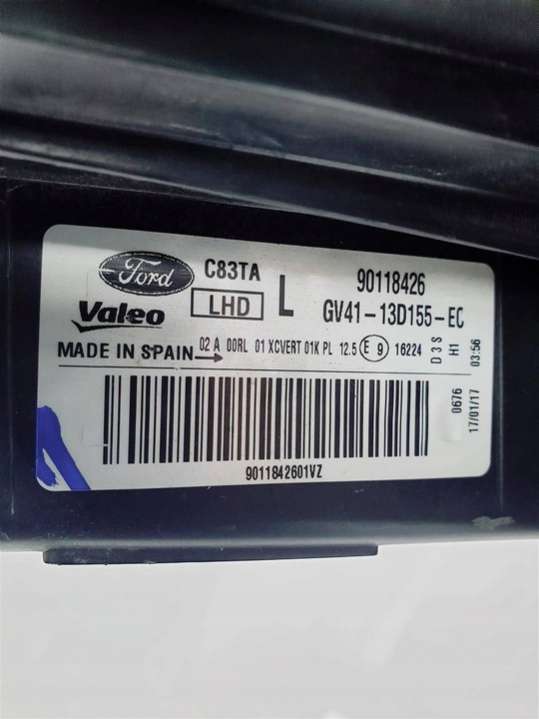 Ford C83TA 90118426
Valeo LHD L GV41-13D155-EC
MADE IN SPAIN → 02 A 00RL 01 XCVERT 01K PL 12.5 E 9 16224
D3S
H1 03:56
0676
17/01/17
9011842601VZ